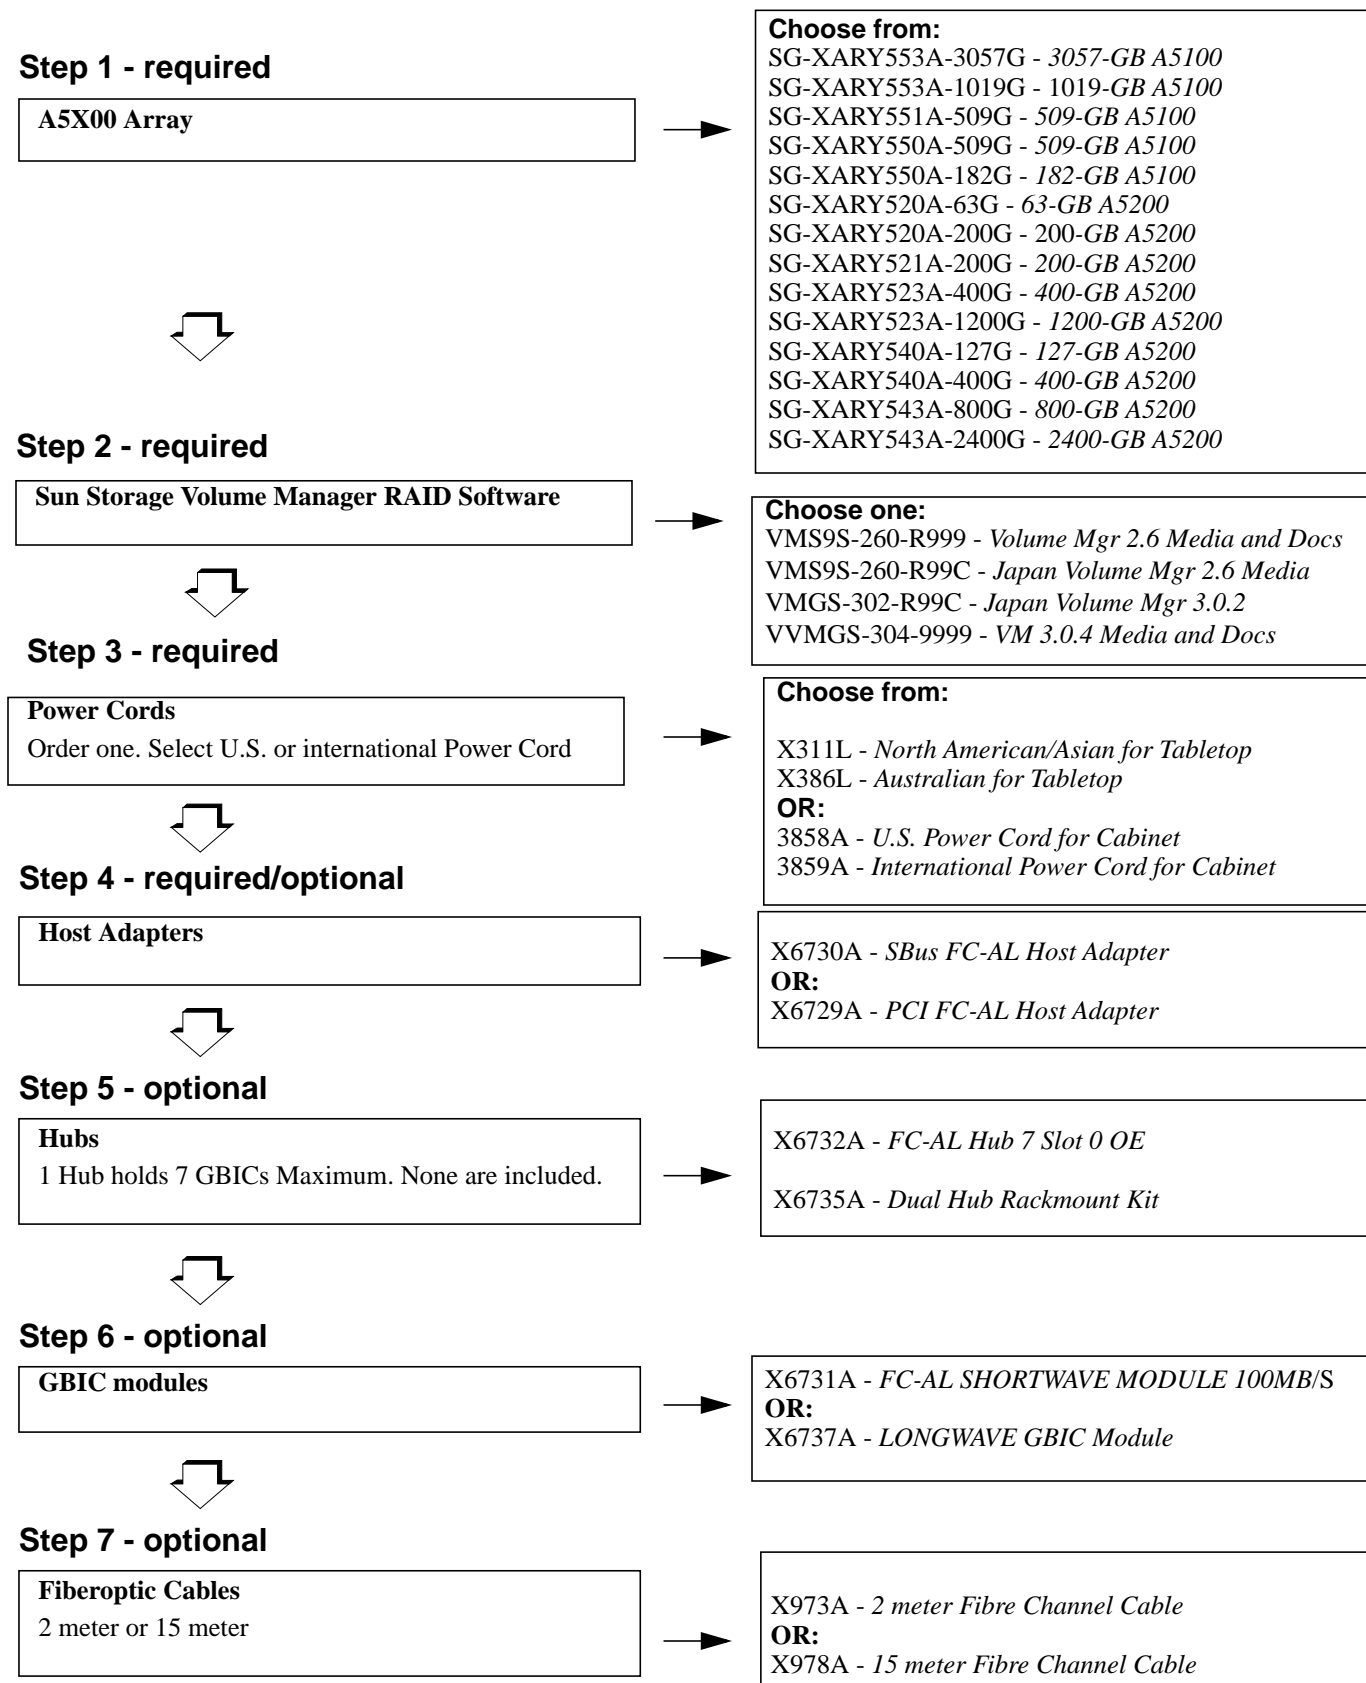 Step 1 - required
A5X00 Array
Choose from:
SG-XARY553A-3057G - 3057-GB A5100
SG-XARY553A-1019G - 1019-GB A5100
SG-XARY551A-509G - 509-GB A5100
SG-XARY550A-509G - 509-GB A5100
SG-XARY550A-182G - 182-GB A5100
SG-XARY520A-63G - 63-GB A5200
SG-XARY520A-200G - 200-GB A5200
SG-XARY521A-200G - 200-GB A5200
SG-XARY523A-400G - 400-GB A5200
SG-XARY523A-1200G - 1200-GB A5200
SG-XARY540A-127G - 127-GB A5200
SG-XARY540A-400G - 400-GB A5200
SG-XARY543A-800G - 800-GB A5200
SG-XARY543A-2400G - 2400-GB A5200
Step 2 - required
Sun Storage Volume Manager RAID Software
Choose one:
VMS9S-260-R999 - Volume Mgr 2.6 Media and Docs
VMS9S-260-R99C - Japan Volume Mgr 2.6 Media
VMGS-302-R99C - Japan Volume Mgr 3.0.2
VVMGS-304-9999 - VM 3.0.4 Media and Docs
Step 3 - required
Power Cords
Order one. Select U.S. or international Power Cord
Choose from:
X311L - North American/Asian for Tabletop
X386L - Australian for Tabletop
OR:
3858A - U.S. Power Cord for Cabinet
3859A - International Power Cord for Cabinet
Step 4 - required/optional
Host Adapters
X6730A - SBus FC-AL Host Adapter
OR:
X6729A - PCI FC-AL Host Adapter
Step 5 - optional
Hubs
1 Hub holds 7 GBICs Maximum. None are included.
X6732A - FC-AL Hub 7 Slot 0 OE
X6735A - Dual Hub Rackmount Kit
Step 6 - optional
GBIC modules
X6731A - FC-AL SHORTWAVE MODULE 100MB/S
OR:
X6737A - LONGWAVE GBIC Module
Step 7 - optional
Fiberoptic Cables
2 meter or 15 meter
X973A - 2 meter Fibre Channel Cable
OR:
X978A - 15 meter Fibre Channel Cable